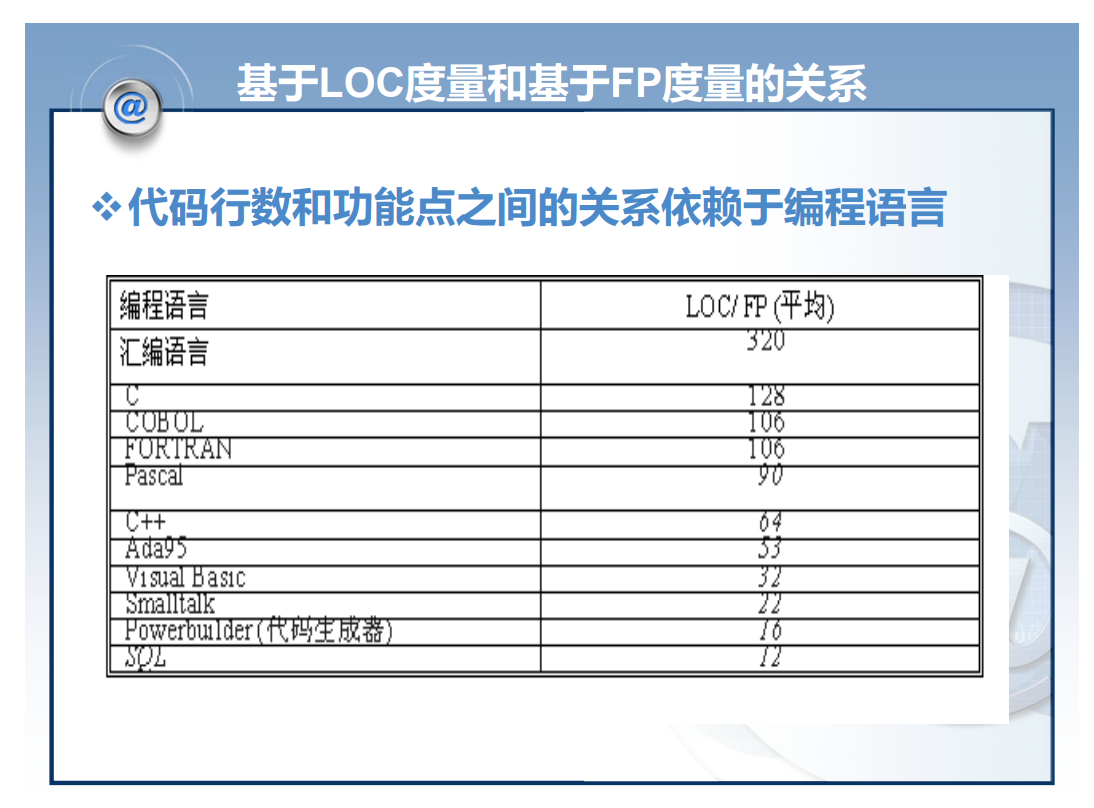 @
基于LOC度量和基于FP度量的关系
❖代码行数和功能点之间的关系依赖于编程语言
编程语言 LOC/FP (平均)
汇编语言 320
C 128
COBOL 106
FORTRAN 106
Pascal 90
C++ 64
Ada95 53
Visual Basic 32
Smalltalk 22
Powerbuilder(代码生成器) 16
SQL 12